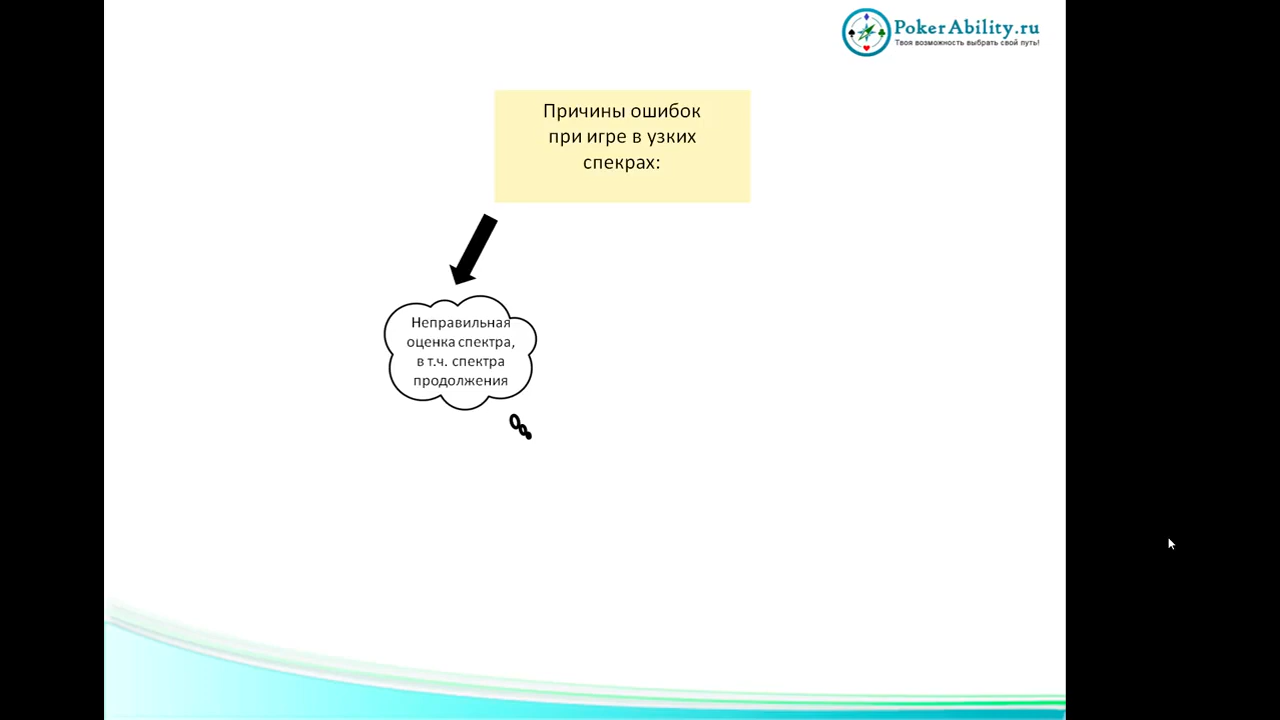 PokerAbility.ru
Твоя возможность выбрать свой путь!
Причины ошибок
при игре в узких
спекрах:
Неправильная
оценка спектра,
в т.ч. спектра
продолжения